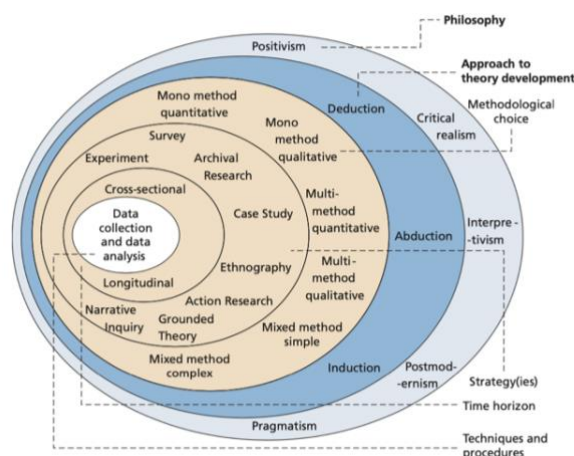 Philosophy
Positivism
Approach to
theory development
Mono method
quantitative
Deduction
Methodological
choice
Mono
method
qualitative
Critical
realism
Survey
Experiment
Archival
Research
Cross-sectional
Multi-
method
quantitative
Data
collection
and data
analysis
Case Study
Abduction
Interpre-
-tivism
Ethnography
Multi-
method
qualitative
Longitudinal
Action Research
Narrative
Inquiry
Grounded
Theory
Mixed method
simple
Mixed method
complex
Induction
Postmod-
-ernism
Strategy(ies)
Time horizon
Pragmatism
Techniques and
procedures